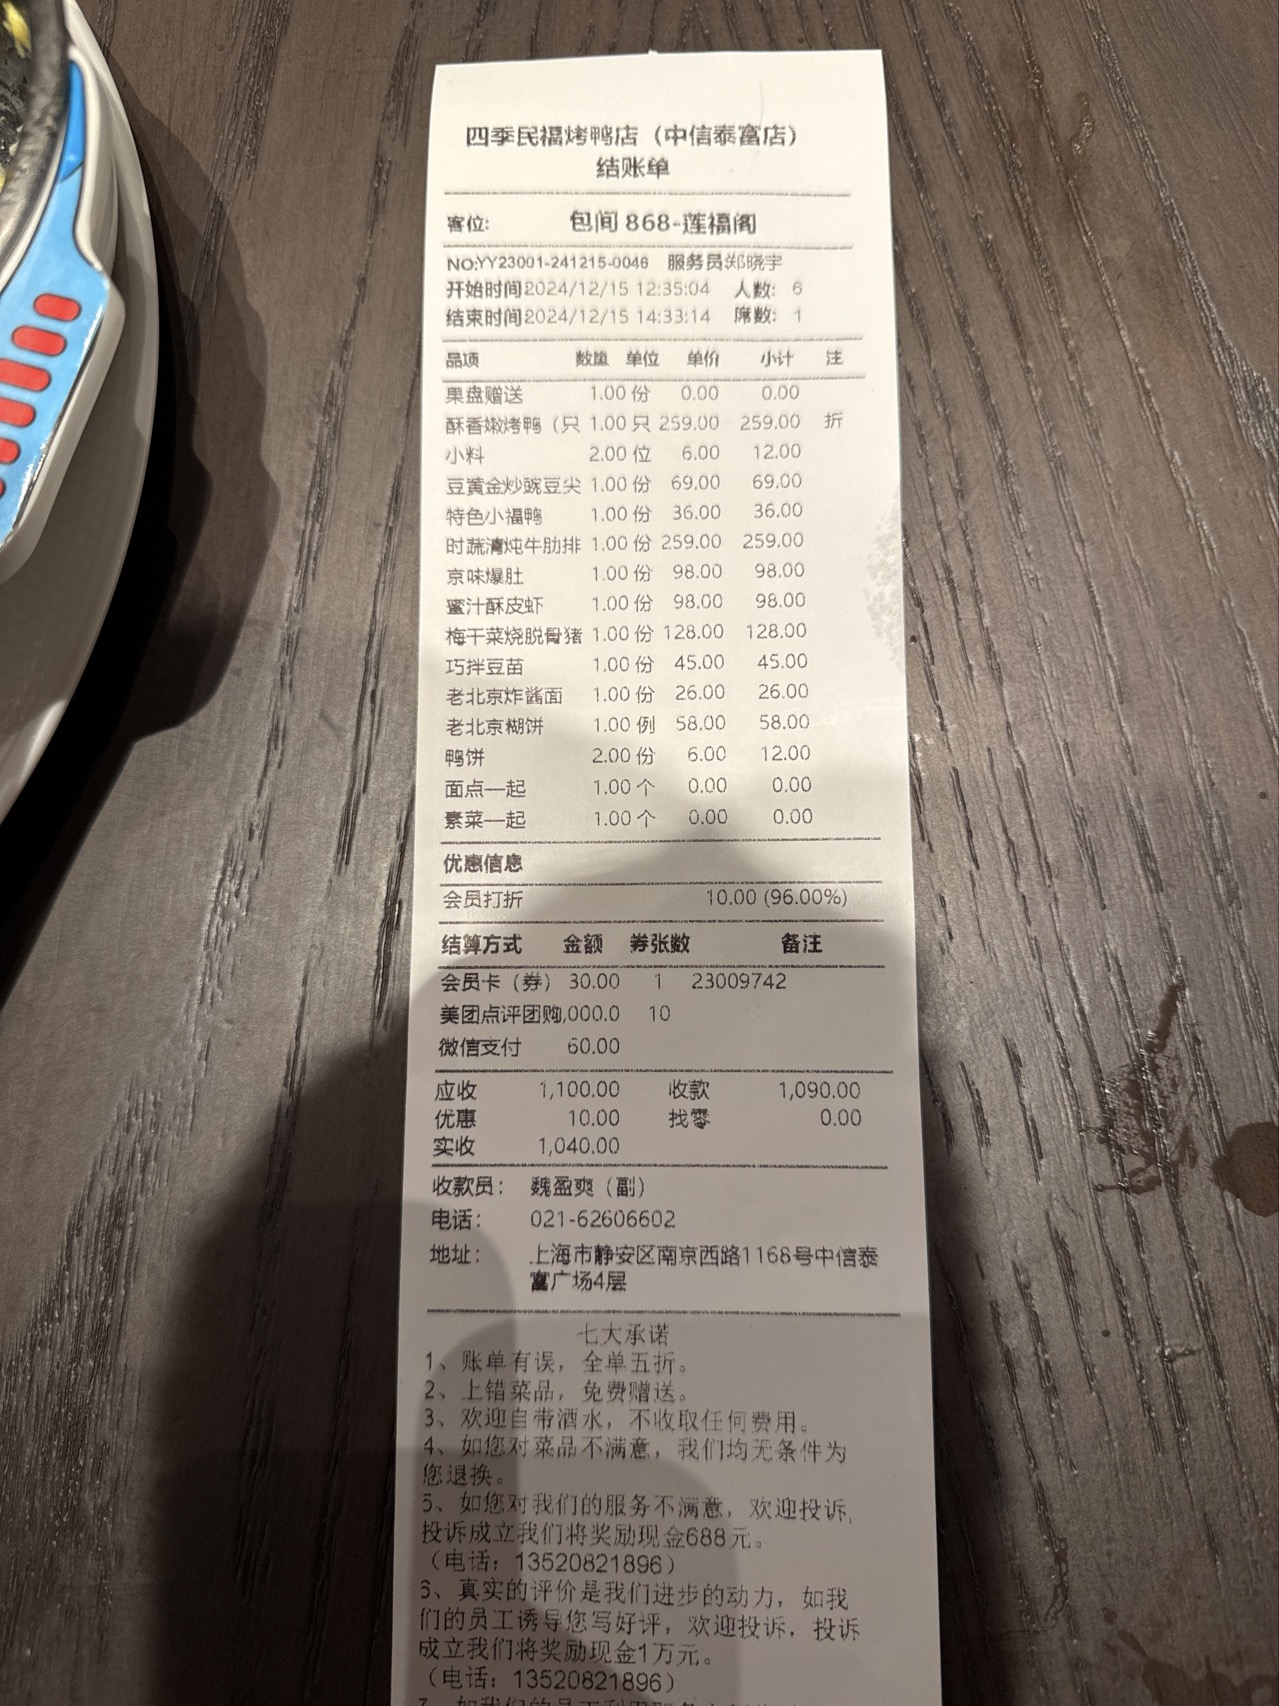 四季民福烤鸭店（中信泰富店）
结账单
客位: 包间 868-莲福阁
NO:YY23001-241215-0046 服务员:郑晓宇
开始时间2024/12/15 12:35:04 人数: 6
结束时间2024/12/15 14:33:14 席数: 1
品项 数量 单位 单价 小计 注
果盘赠送 1.00 份 0.00 0.00
酥香嫩烤鸭（只 1.00 只 259.00 259.00 折
小料 2.00 位 6.00 12.00
豆黄金炒豌豆尖 1.00 份 69.00 69.00
特色小福鸭 1.00 份 36.00 36.00
时蔬清炖牛肋排 1.00 份 259.00 259.00
京味爆肚 1.00 份 98.00 98.00
蜜汁酥皮虾 1.00 份 98.00 98.00
梅干菜烧脱骨猪 1.00 份 128.00 128.00
巧拌豆苗 1.00 份 45.00 45.00
老北京炸酱面 1.00 份 26.00 26.00
老北京糊饼 1.00 例 58.00 58.00
鸭饼 2.00 份 6.00 12.00
面点一起 1.00 个 0.00 0.00
素菜一起 1.00 个 0.00 0.00
优惠信息
会员打折 10.00 (96.00%)
结算方式 金额 券张数 备注
会员卡（券） 30.00 1 23009742
美团点评团购,000.0 10
微信支付 60.00
应收 1,100.00 收款 1,090.00
优惠 10.00 找零 0.00
实收 1,040.00
收款员: 魏盈爽（副）
电话: 021-62606602
地址: 上海市静安区南京西路1168号中信泰
富广场4层
七大承诺
1、账单有误，全单五折。
2、上错菜品，免费赠送。
3、欢迎自带酒水，不收取任何费用。
4、如您对菜品不满意，我们均无条件为
您退换。
5、如您对我们的服务不满意，欢迎投诉,
投诉成立我们将奖励现金688元。
（电话：13520821896）
6、真实的评价是我们进步的动力，如我
们的员工诱导您写好评，欢迎投诉，投诉
成立我们将奖励现金1万元。
（电话：13520821896）